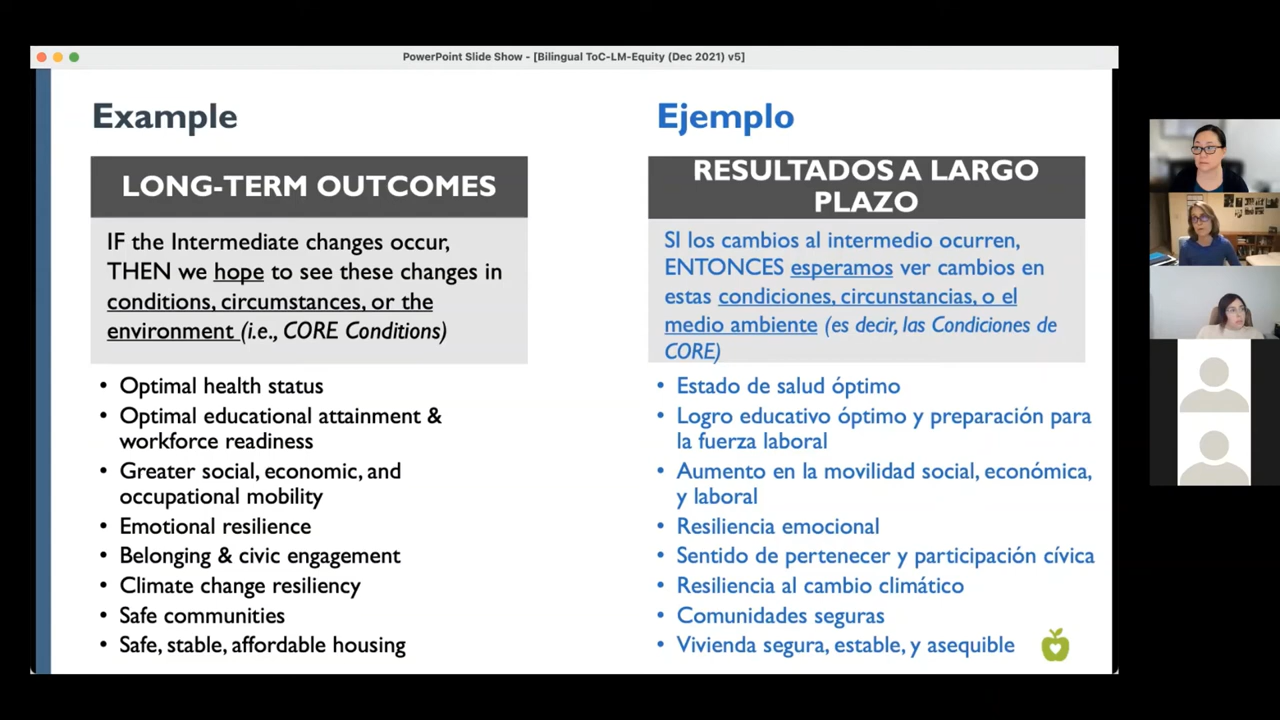 PowerPoint Slide Show - [Bilingual ToC-LM-Equity (Dec 2021) v5]
Example
LONG-TERM OUTCOMES
IF the Intermediate changes occur,
THEN we hope to see these changes in
conditions, circumstances, or the
environment (i.e., CORE Conditions)
• Optimal health status
• Optimal educational attainment &
workforce readiness
• Greater social, economic, and
occupational mobility
• Emotional resilience
• Belonging & civic engagement
• Climate change resiliency
• Safe communities
• Safe, stable, affordable housing
Ejemplo
RESULTADOS A LARGO
PLAZO
SI los cambios al intermedio ocurren,
ENTONCES esperamos ver cambios en
estas condiciones, circunstancias, o el
medio ambiente (es decir, las Condiciones de
CORE)
• Estado de salud óptimo
• Logro educativo óptimo y preparación para
la fuerza laboral
• Aumento en la movilidad social, económica,
y laboral
• Resiliencia emocional
• Sentido de pertenecer y participación cívica
• Resiliencia al cambio climático
• Comunidades seguras
• Vivienda segura, estable, y asequible